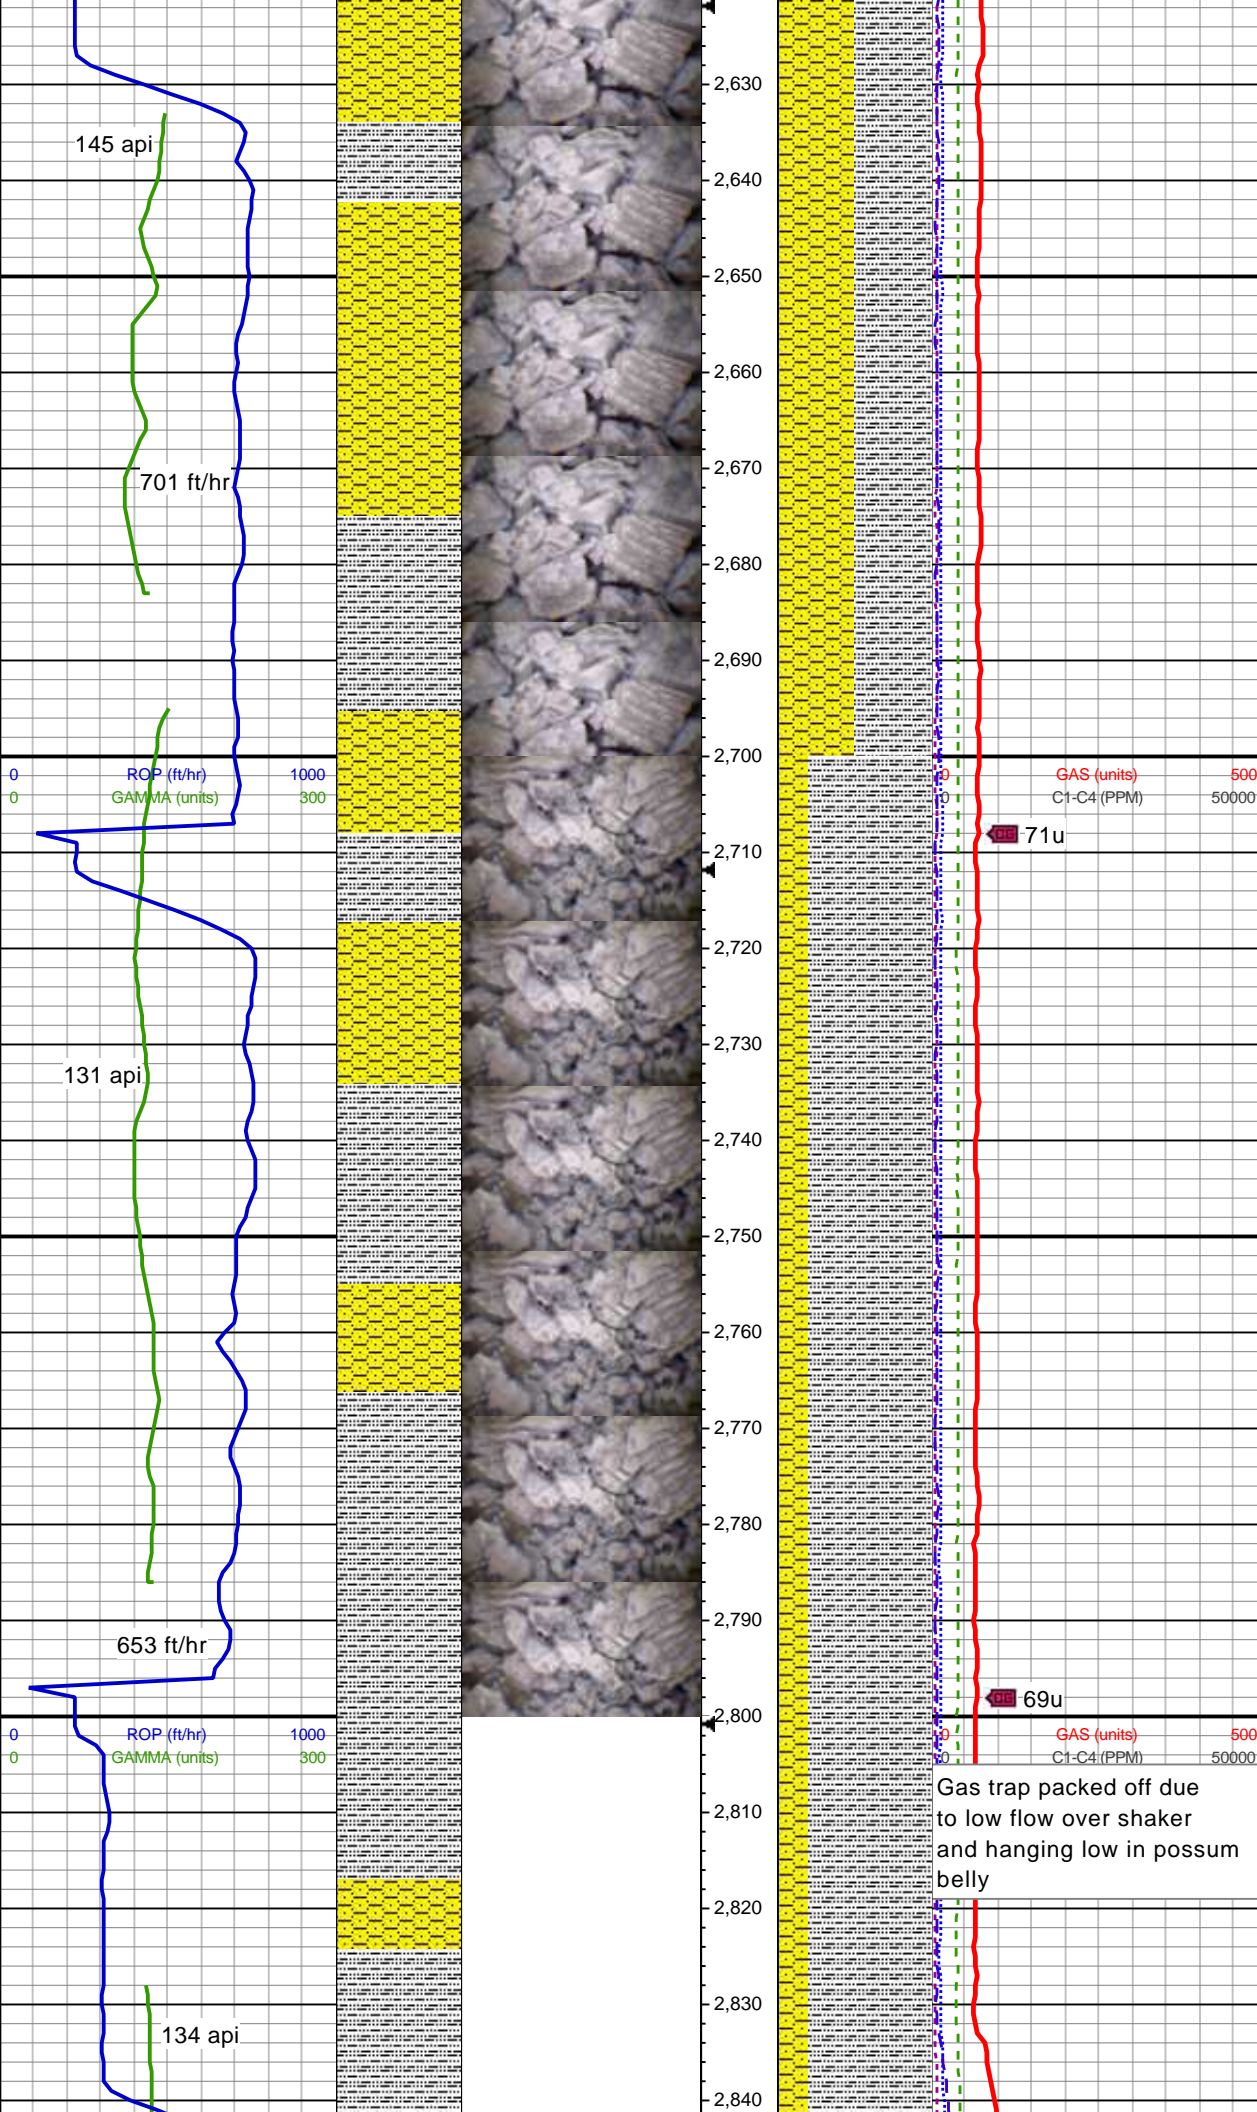 2,630
145 api
2,640
2,650
2,660
2,670
701 ft/hr
2,680
2,690
2,700
0 ROP (ft/hr) 1000
0 GAMMA (units) 300
0 GAS (units) 500
0 C1-C4 (PPM) 50000
DG 71u
2,710
2,720
2,730
131 api
2,740
2,750
2,760
2,770
2,780
2,790
653 ft/hr
DG 69u
2,800
0 ROP (ft/hr) 1000
0 GAMMA (units) 300
0 GAS (units) 500
0 C1-C4 (PPM) 50000
Gas trap packed off due
to low flow over shaker
and hanging low in possum
belly
2,810
2,820
2,830
134 api
2,840